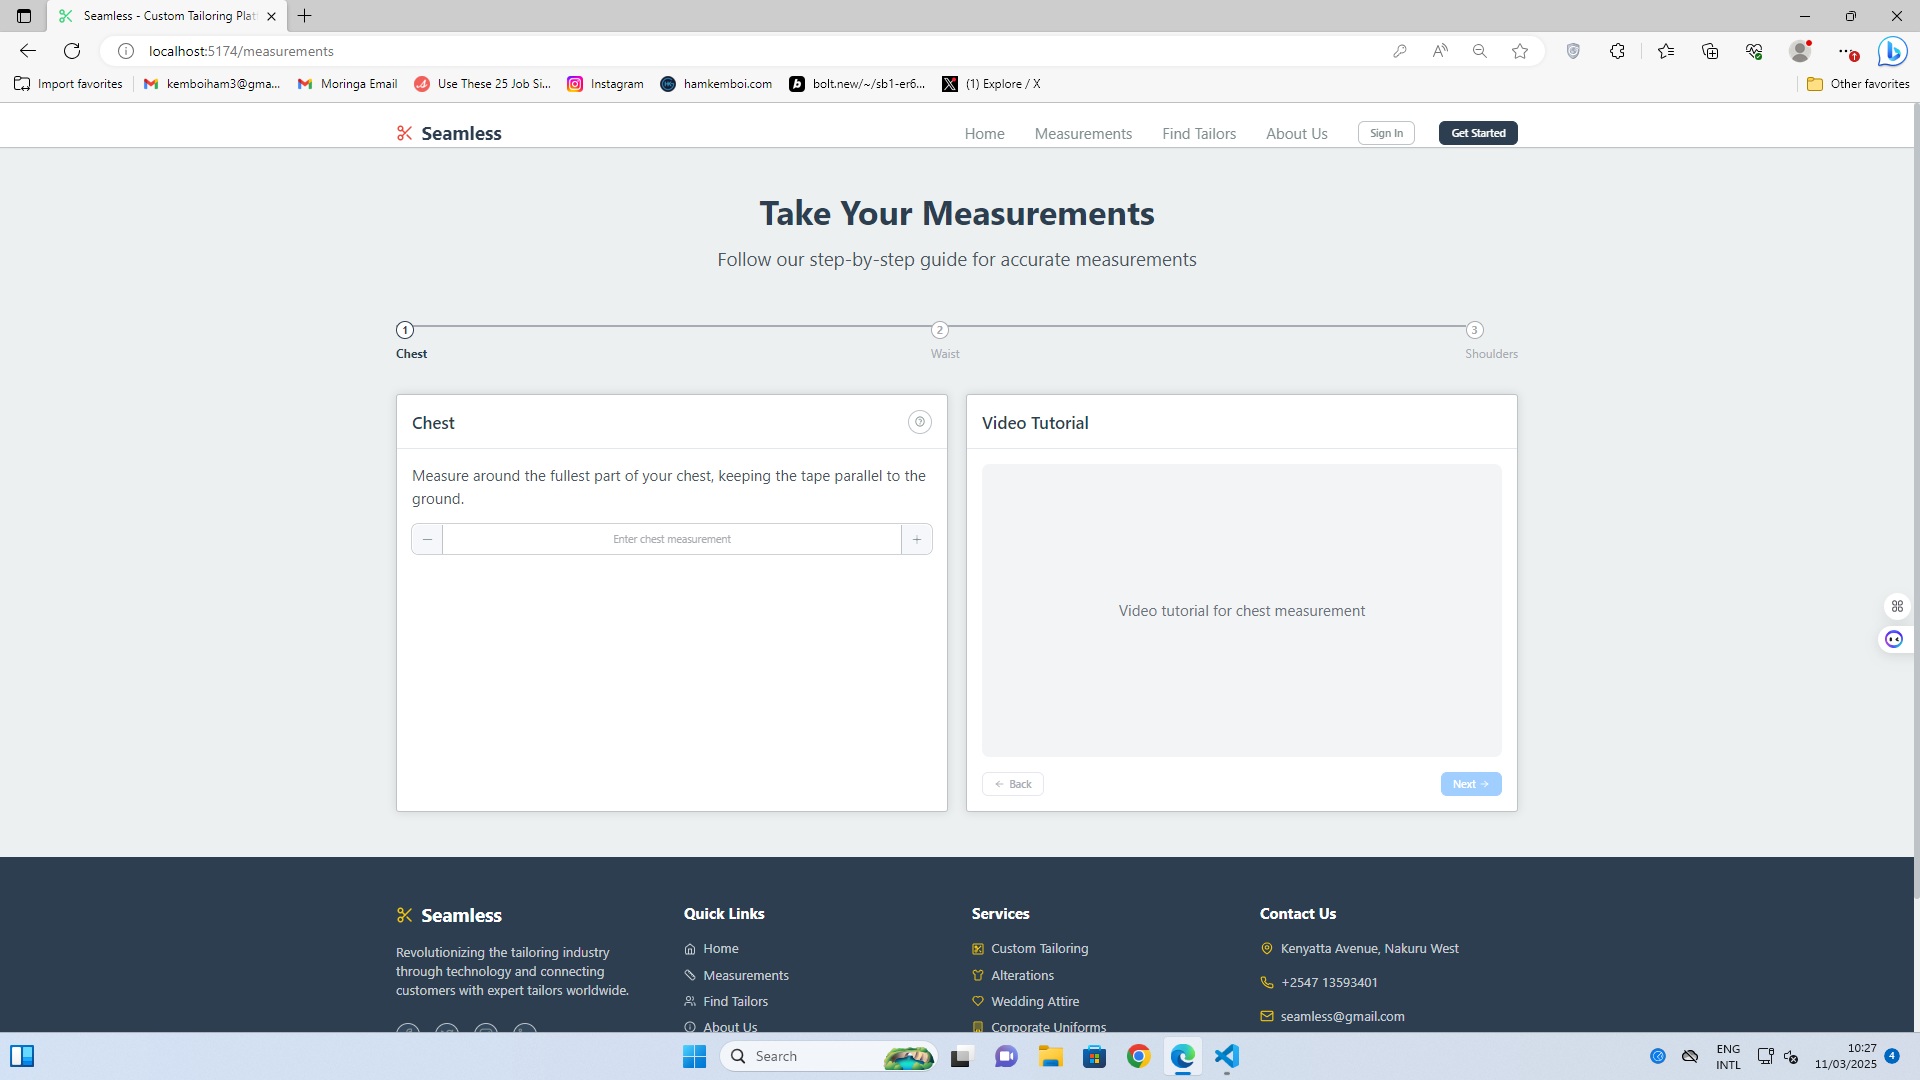 Seamless - Custom Tailoring Plat
localhost:5174/measurements
Import favorites
kemboiham3@gma...
Moringa Email
Use These 25 Job Si...
Instagram
hamkemboi.com
bolt.new/~/sb1-er6...
(1) Explore / X
Other favorites
Seamless
Home
Measurements
Find Tailors
About Us
Sign In
Get Started
Take Your Measurements
Follow our step-by-step guide for accurate measurements
1
2
3
Chest
Waist
Shoulders
Chest
Measure around the fullest part of your chest, keeping the tape parallel to the
ground.
Enter chest measurement
Video Tutorial
Video tutorial for chest measurement
Back
Next
Seamless
Revolutionizing the tailoring industry
through technology and connecting
customers with expert tailors worldwide.
Quick Links
Home
Measurements
Find Tailors
About Us
Services
Custom Tailoring
Alterations
Wedding Attire
Corporate Uniforms
Contact Us
Kenyatta Avenue, Nakuru West
+2547 13593401
seamless@gmail.com
Search
ENG
INTL
10:27
11/03/2025
4